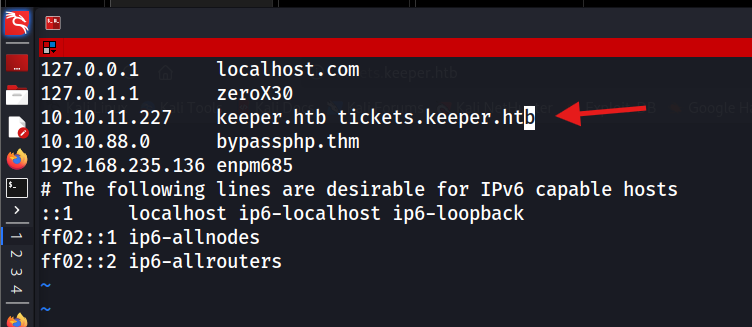 127.0.0.1 localhost.com
127.0.1.1 zeroX30
10.10.11.227 keeper.htb tickets.keeper.htb
10.10.88.0 bypassphp.thm
192.168.235.136 enpm685
# The following lines are desirable for IPv6 capable hosts
::1 localhost ip6-localhost ip6-loopback
ff02::1 ip6-allnodes
ff02::2 ip6-allrouters
~
~
1
2
3
4